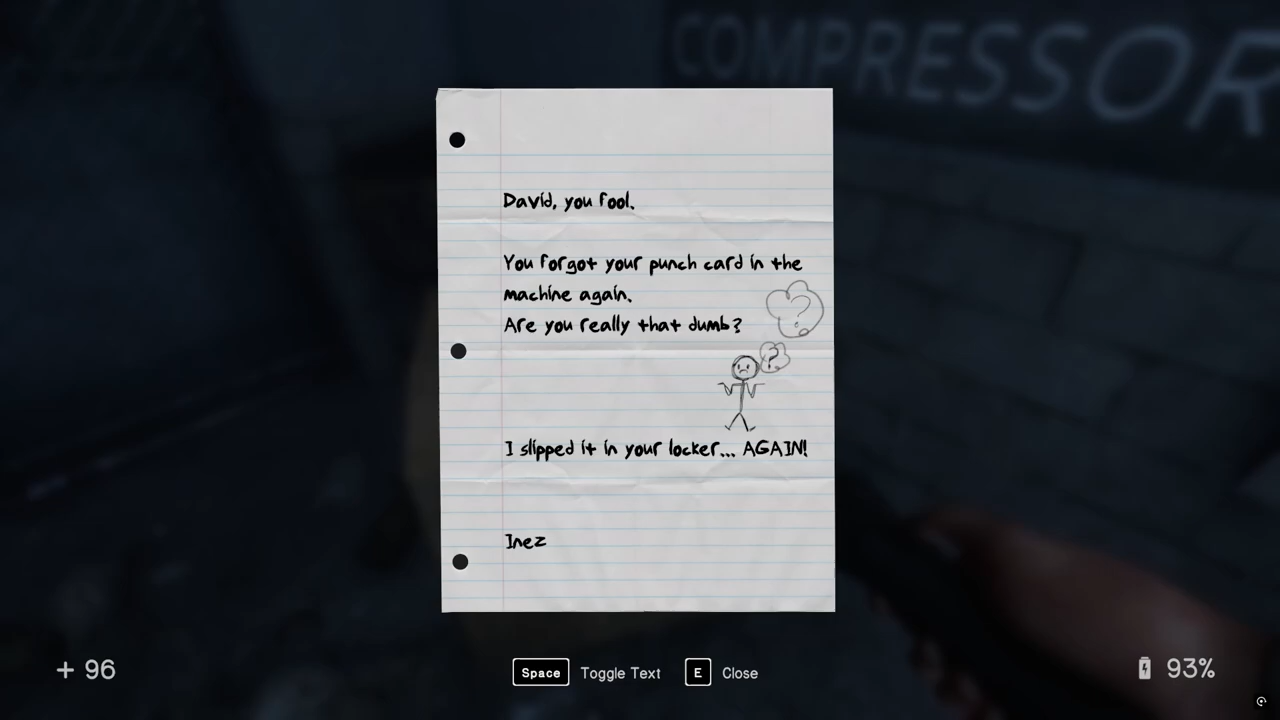 COMPRESSOR
David, you fool.
You forgot your punch card in the
machine again.
Are you really that dumb?
?
?
I slipped it in your locker... AGAIN!
Inez
+ 96
Space Toggle Text E Close
93%